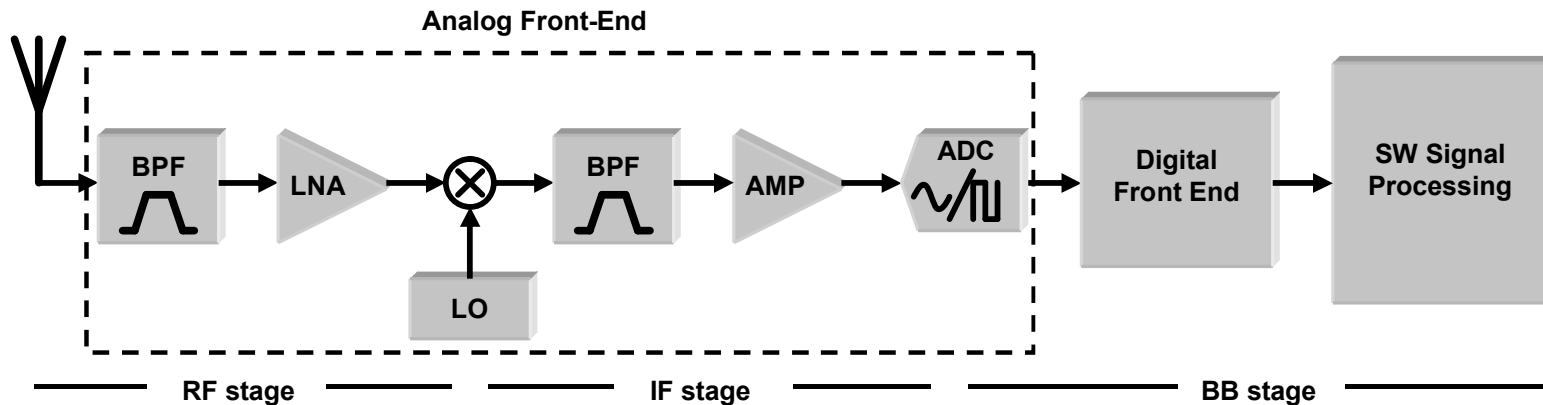 Analog Front-End
BPF
LNA
LO
BPF
AMP
ADC
Digital
Front End
SW Signal
Processing
RF stage
IF stage
BB stage